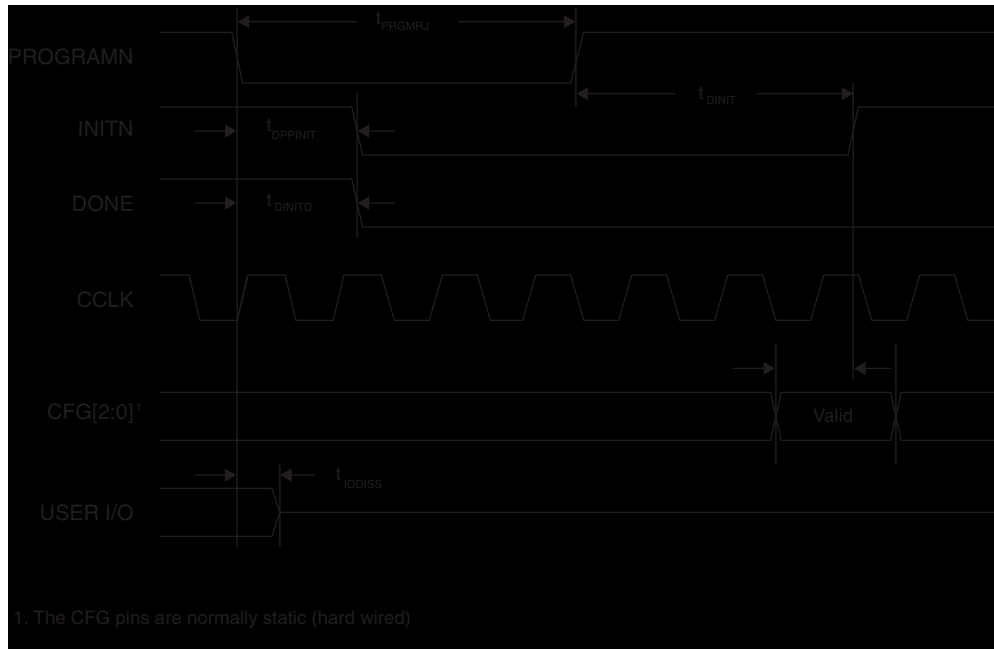 tPRGMRJ
PROGRAMN
tDINIT
INITN
tDPPINIT
DONE
tDINITD
CCLK
CFG[2:0]1
Valid
tIODISS
USER I/O
1. The CFG pins are normally static (hard wired)